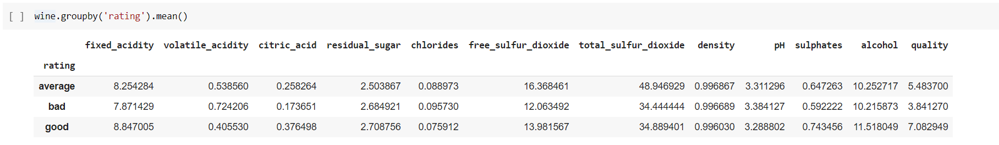 [ ] wine.groupby('rating').mean()
fixed_acidity volatile_acidity citric_acid residual_sugar chlorides free_sulfur_dioxide total_sulfur_dioxide density pH sulphates alcohol quality
rating
average 8.254284 0.538560 0.258264 2.503867 0.088973 16.368461 48.946929 0.996867 3.311296 0.647263 10.252717 5.483700
bad 7.871429 0.724206 0.173651 2.684921 0.095730 12.063492 34.444444 0.996689 3.384127 0.592222 10.215873 3.841270
good 8.847005 0.405530 0.376498 2.708756 0.075912 13.981567 34.889401 0.996030 3.288802 0.743456 11.518049 7.082949